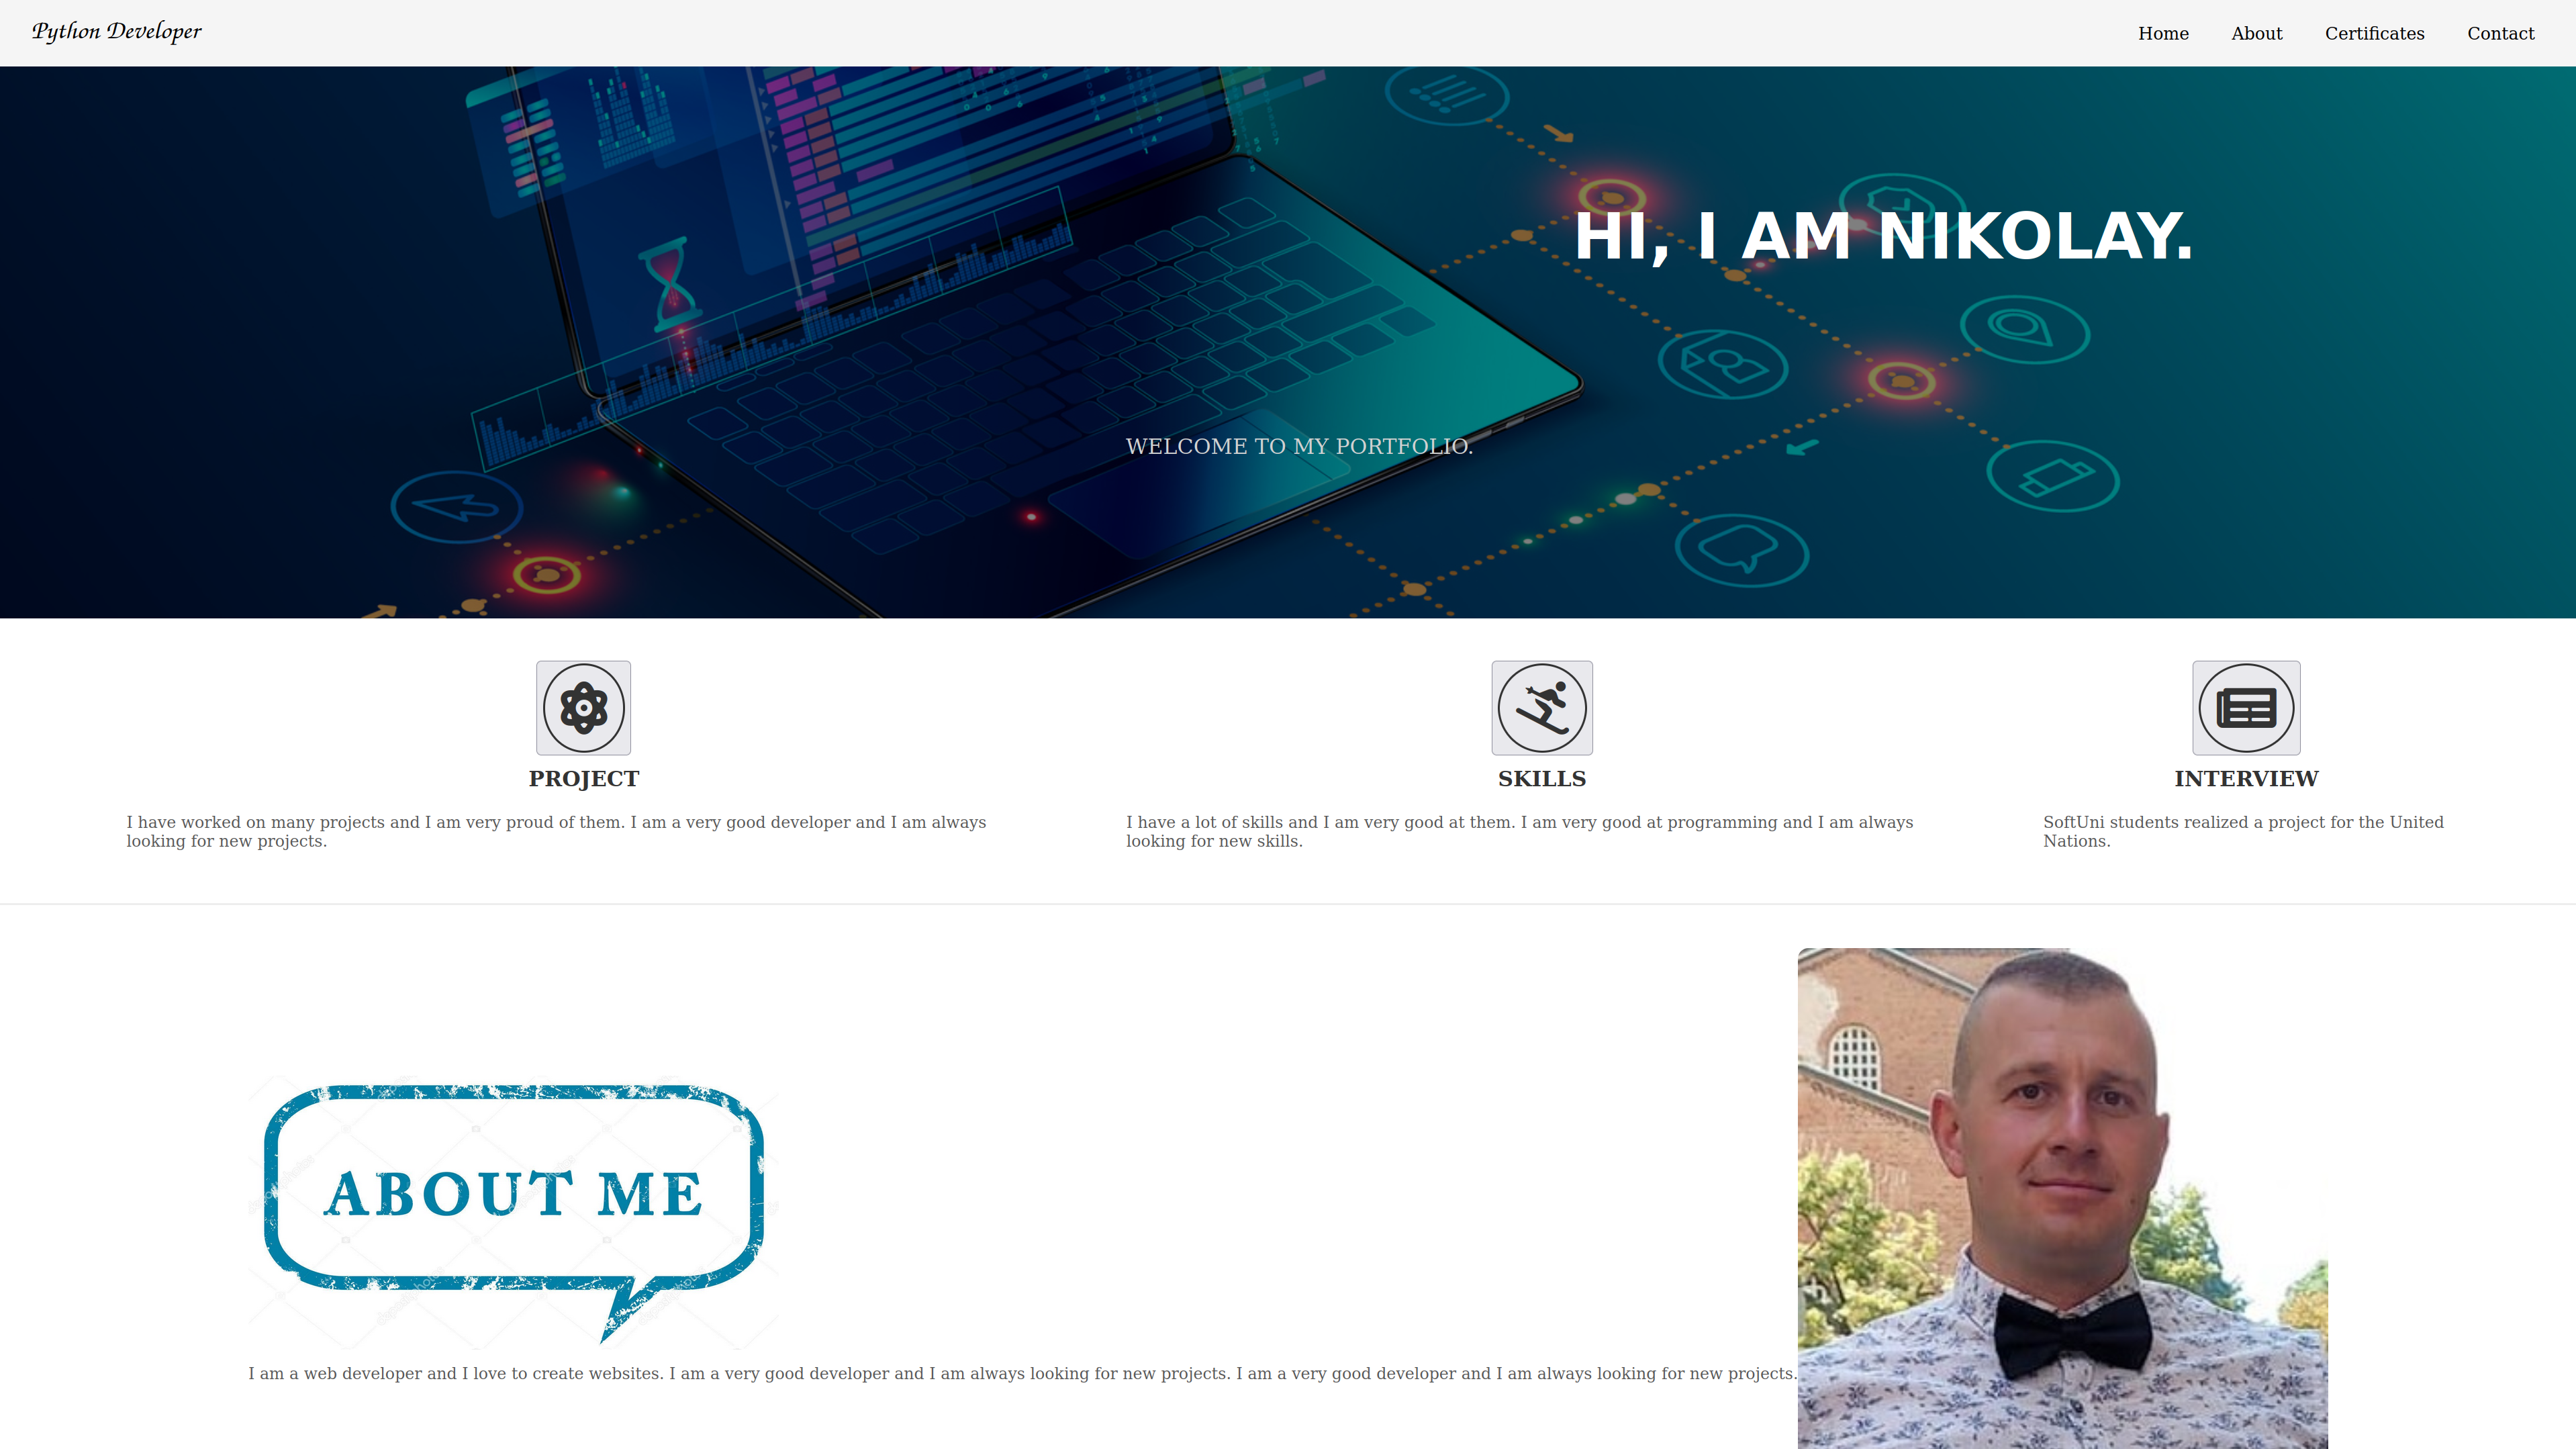 Python Developer
Home About Certificates Contact
HI, I AM NIKOLAY.
WELCOME TO MY PORTFOLIO.
PROJECT
I have worked on many projects and I am very proud of them. I am a very good developer and I am always
looking for new projects.
SKILLS
I have a lot of skills and I am very good at them. I am very good at programming and I am always
looking for new skills.
INTERVIEW
SoftUni students realized a project for the United
Nations.
ABOUT ME
I am a web developer and I love to create websites. I am a very good developer and I am always looking for new projects. I am a very good developer and I am always looking for new projects.